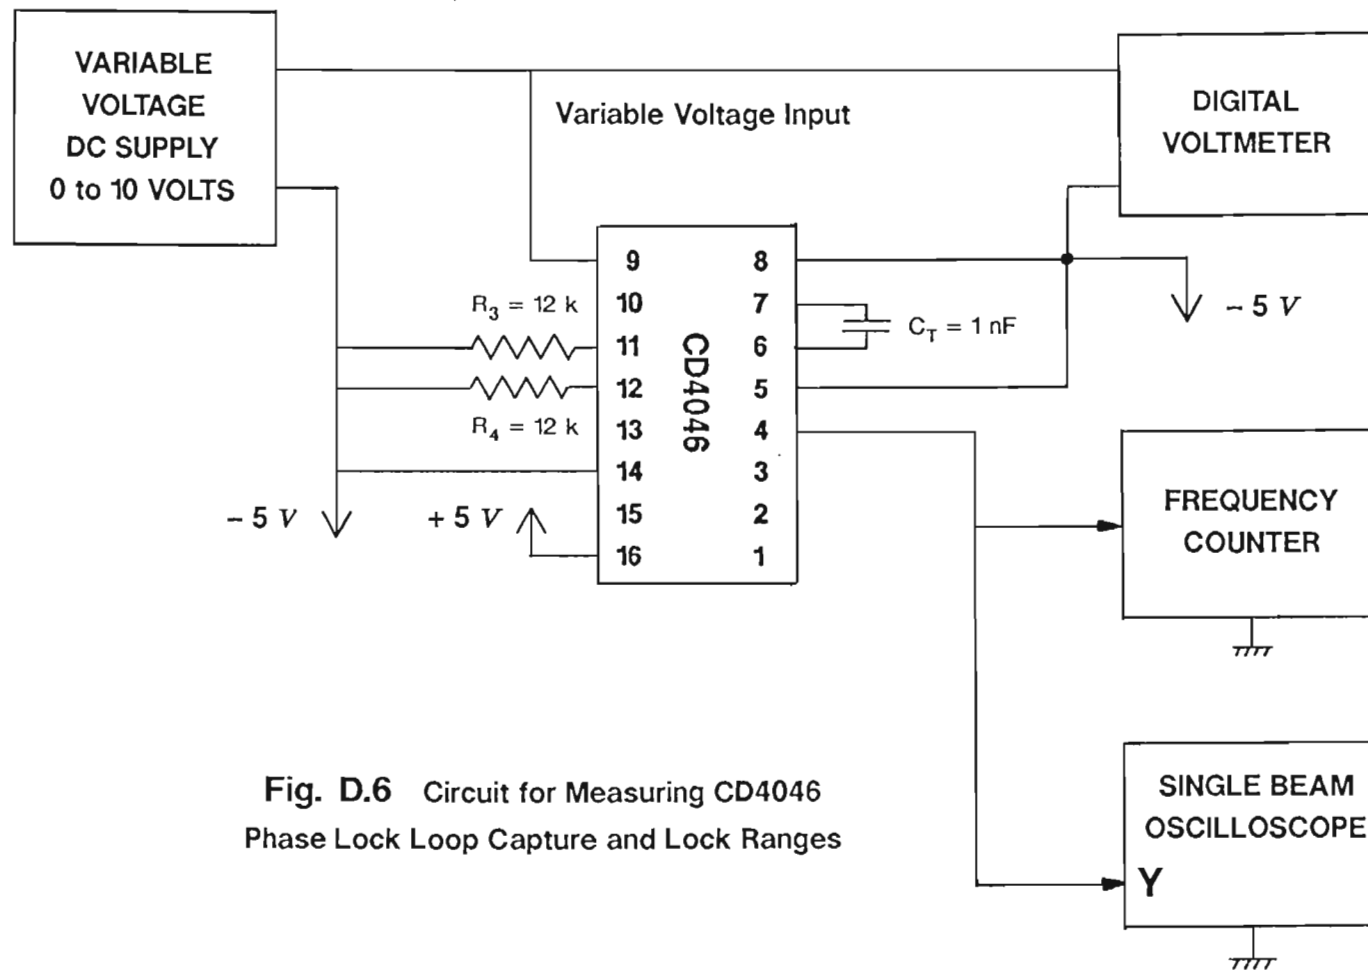 VARIABLE
VOLTAGE
DC SUPPLY
0 to 10 VOLTS
Variable Voltage Input
DIGITAL
VOLTMETER
R3 = 12 k
R4 = 12 k
9
10
11
12
13
14
15
16
CD4046
8
7
6
5
4
3
2
1
CT = 1 nF
– 5 V
– 5 V
+ 5 V
FREQUENCY
COUNTER
SINGLE BEAM
OSCILLOSCOPE
Y
Fig. D.6 Circuit for Measuring CD4046
Phase Lock Loop Capture and Lock Ranges